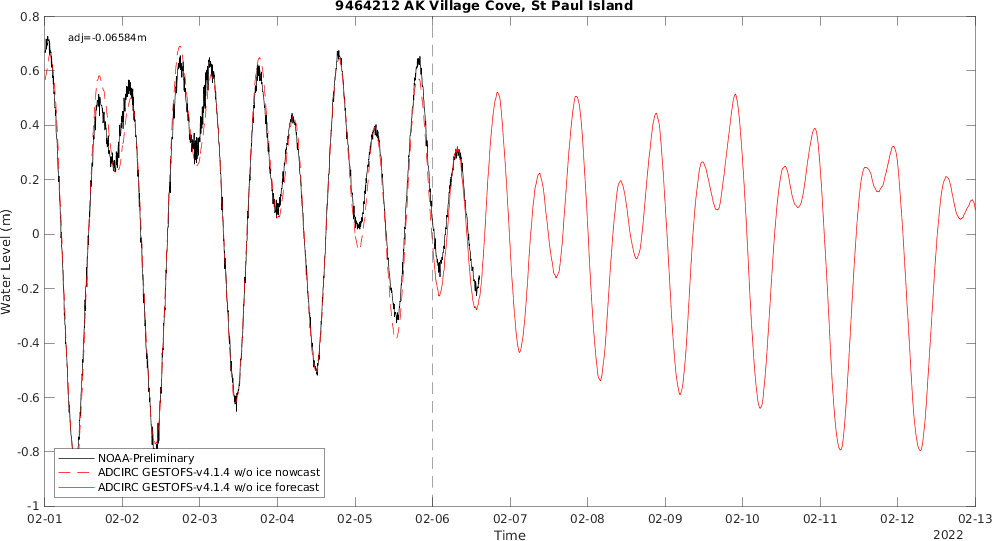 9464212 AK Village Cove, St Paul Island
adj=-0.06584m
Water Level (m)
0.8
0.6
0.4
0.2
0
-0.2
-0.4
-0.6
-0.8
-1
NOAA-Preliminary
ADCIRC GESTOFS-v4.1.4 w/o ice nowcast
ADCIRC GESTOFS-v4.1.4 w/o ice forecast
02-01 02-02 02-03 02-04 02-05 02-06 02-07 02-08 02-09 02-10 02-11 02-12 02-13
Time
2022